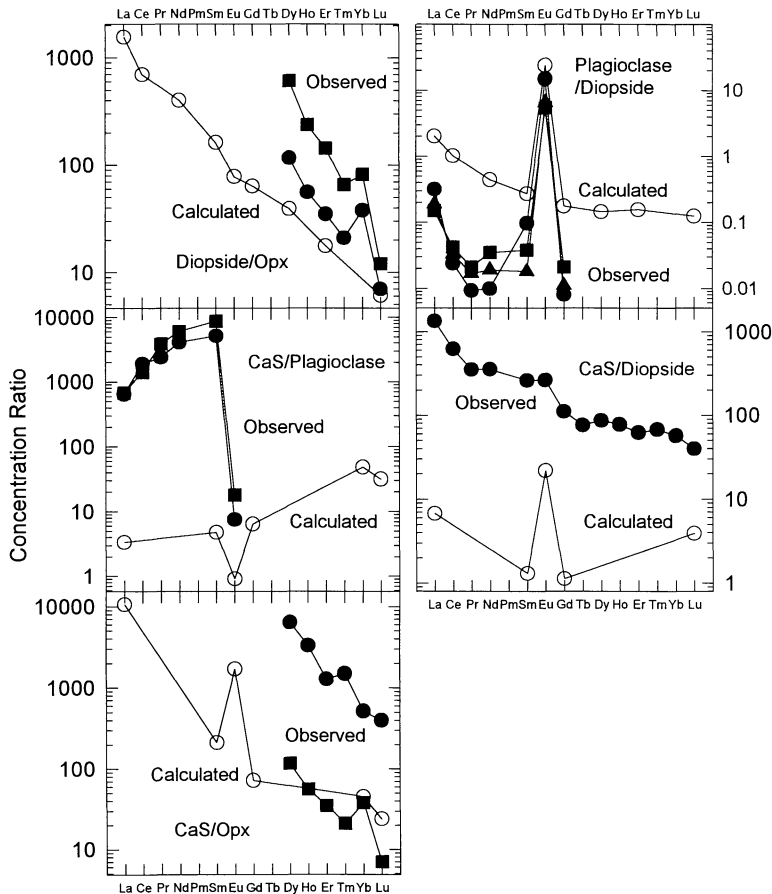 La Ce Pr Nd Pm Sm Eu Gd Tb Dy Ho Er Tm Yb Lu
La Ce Pr Nd Pm Sm Eu Gd Tb Dy Ho Er Tm Yb Lu
1000
100
10
Observed
Calculated
Diopside/Opx
Plagioclase
/Diopside
Calculated
Observed
10
1
0.1
0.01
10000
1000
100
10
1
CaS/Plagioclase
Observed
Calculated
CaS/Diopside
Observed
Calculated
1000
100
10
1
La Ce Pr Nd Pm Sm Eu Gd Tb Dy Ho Er Tm Yb Lu
Concentration Ratio
10000
1000
100
10
Observed
Calculated
CaS/Opx
La Ce Pr Nd Pm Sm Eu Gd Tb Dy Ho Er Tm Yb Lu